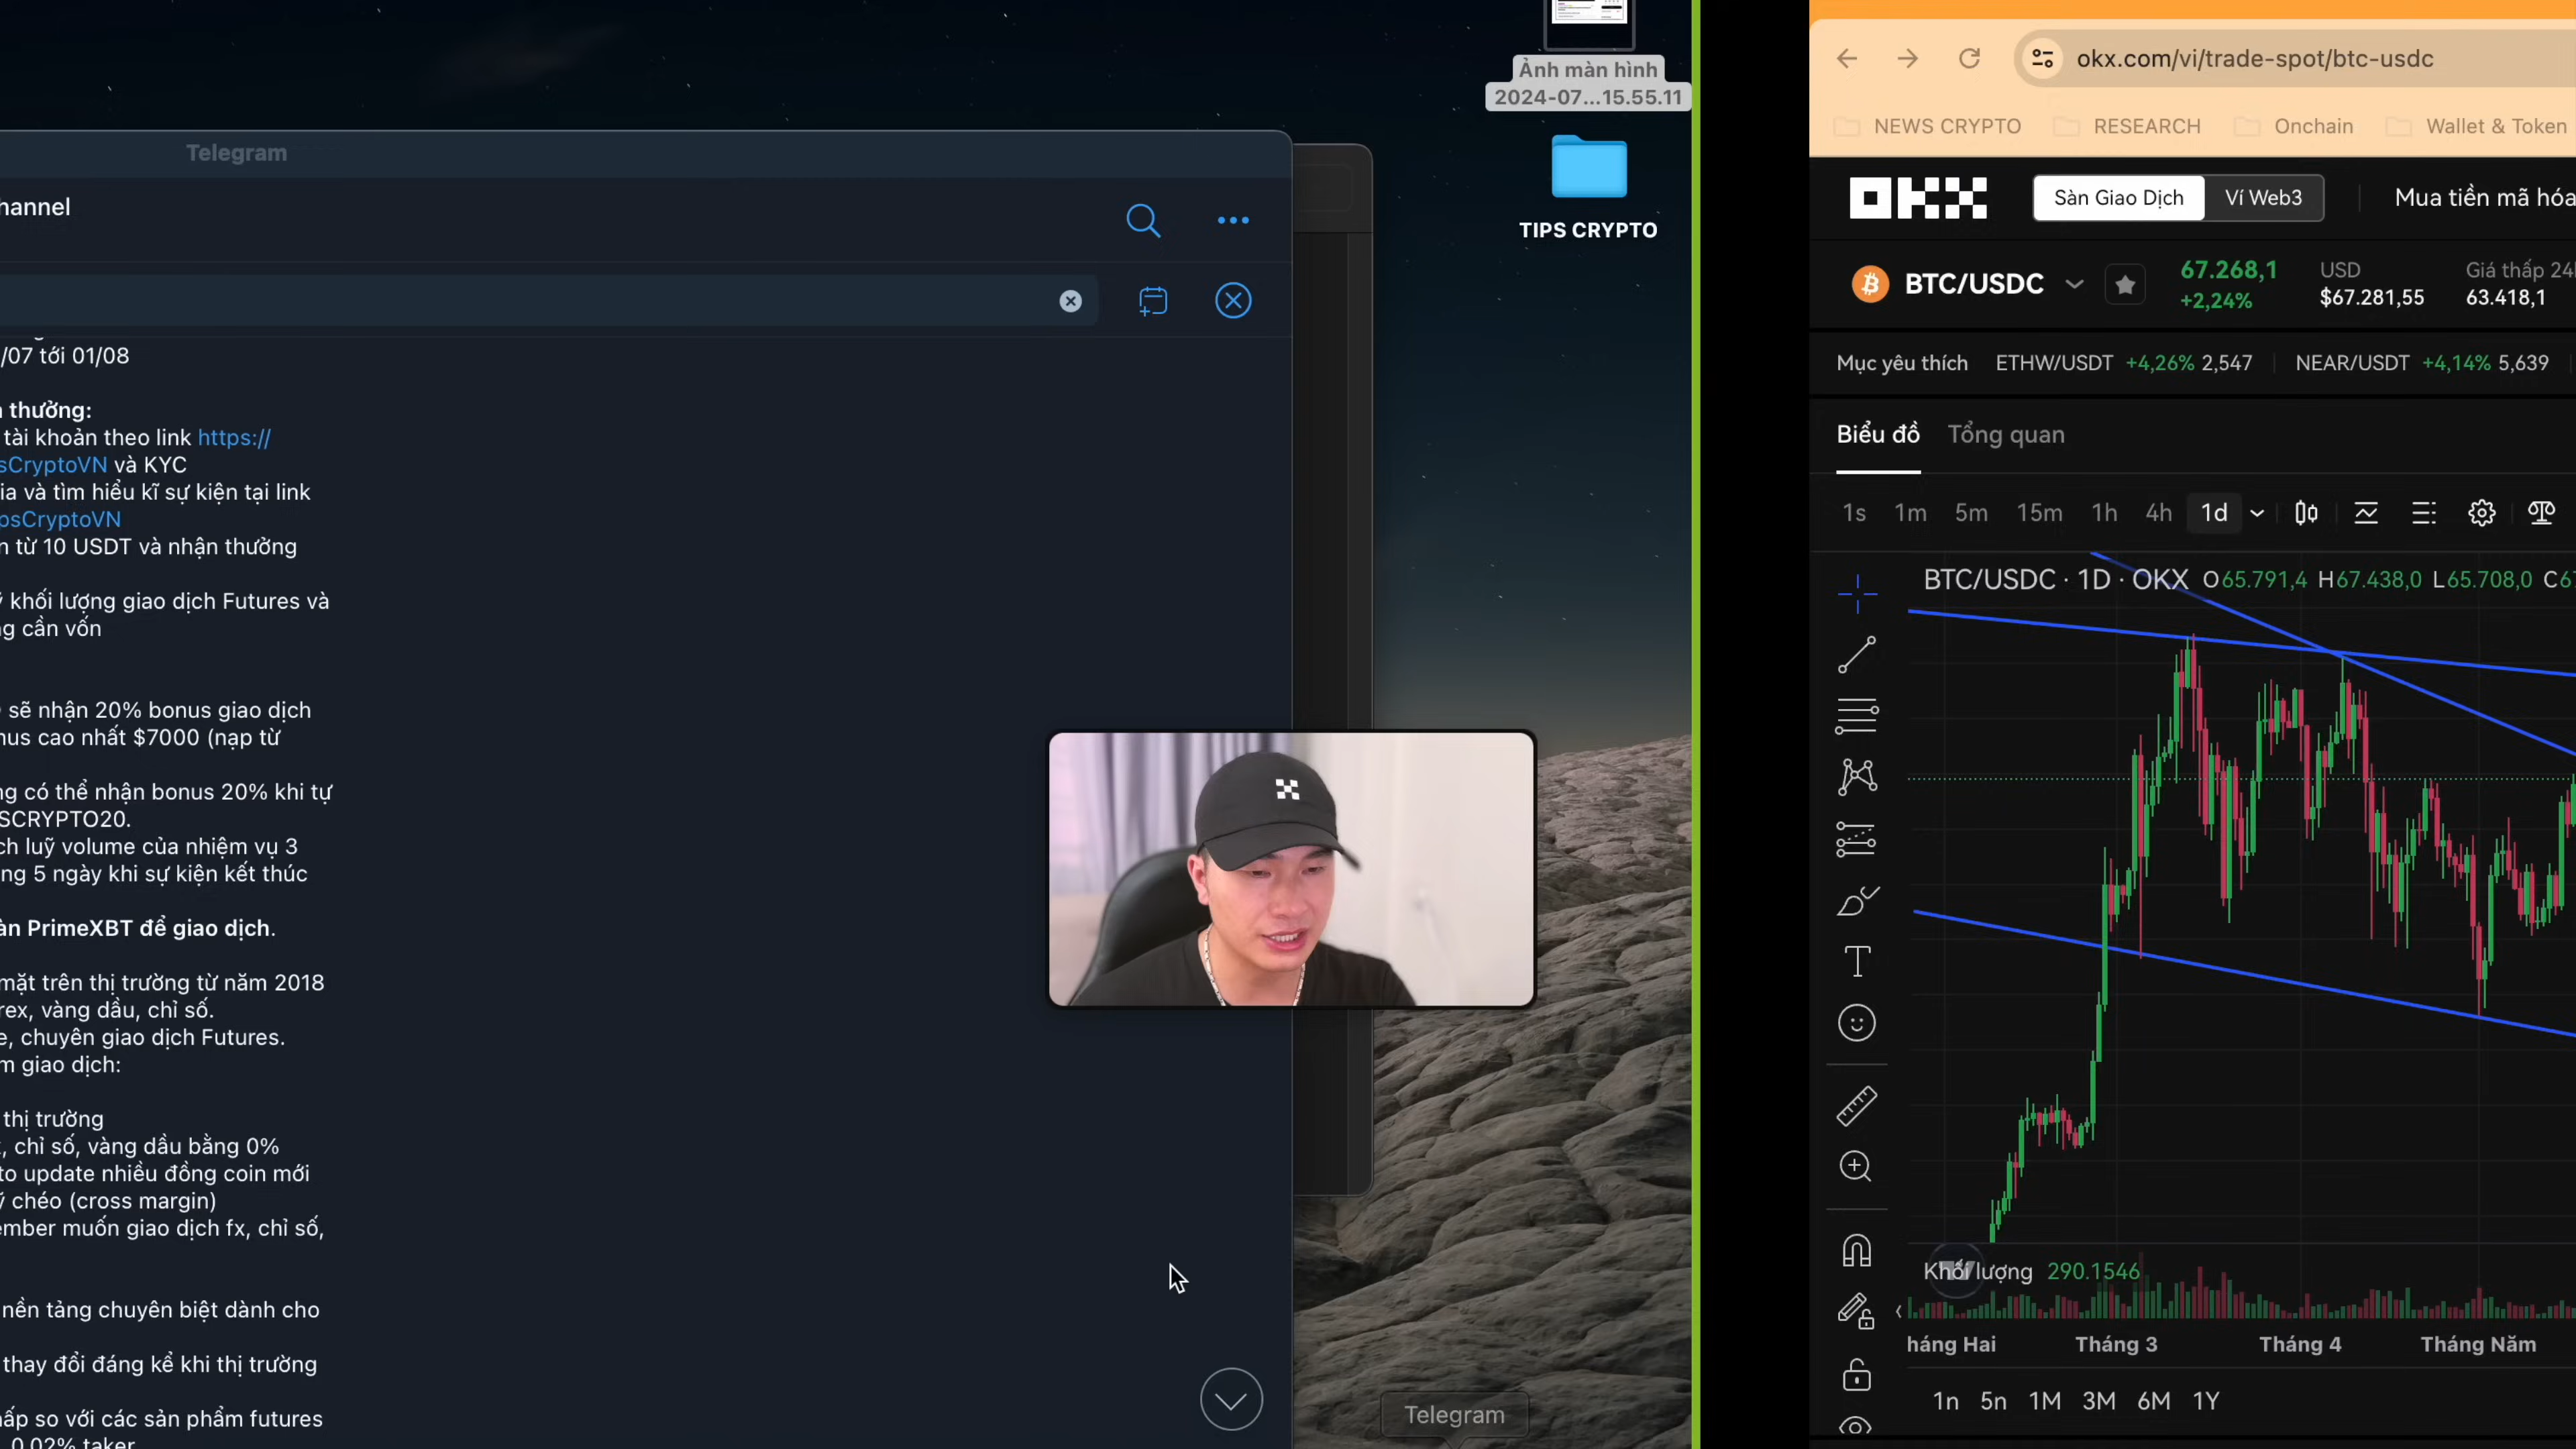 Ảnh màn hình
2024-07...15.55.11
TIPS CRYPTO
Telegram
hannel
/07 tới 01/08
thưởng:
tài khoản theo link https://
sCryptoVN và KYC
ia và tìm hiểu kĩ sự kiện tại link
psCryptoVN
n từ 10 USDT và nhận thưởng
ỹ khối lượng giao dịch Futures và
g cần vốn
sẽ nhận 20% bonus giao dịch
nus cao nhất $7000 (nạp từ
ng có thể nhận bonus 20% khi tự
SCRYPTO20.
ch luỹ volume của nhiệm vụ 3
ng 5 ngày khi sự kiện kết thúc
àn PrimeXBT để giao dịch.
mặt trên thị trường từ năm 2018
rex, vàng dầu, chỉ số.
e, chuyên giao dịch Futures.
m giao dịch:
thị trường
, chỉ số, vàng dầu bằng 0%
to update nhiều đồng coin mới
ỹ chéo (cross margin)
ember muốn giao dịch fx, chỉ số,
nền tảng chuyên biệt dành cho
thay đổi đáng kể khi thị trường
hấp so với các sản phẩm futures
0.02% taker
Telegram
okx.com/vi/trade-spot/btc-usdc
NEWS CRYPTO RESEARCH Onchain Wallet & Token
OKX Sàn Giao Dịch Ví Web3 Mua tiền mã hóa
BTC/USDC 67.268,1 +2,24% USD $67.281,55 Giá thấp 24 63.418,1
Mục yêu thích ETHW/USDT +4,26% 2,547 NEAR/USDT +4,14% 5,639
Biểu đồ Tổng quan
1s 1m 5m 15m 1h 4h 1d
BTC/USDC · 1D · OKX O65.791,4 H67.438,0 L65.708,0 C6
Khối lượng 290.1546
háng Hai Tháng 3 Tháng 4 Tháng Năm
1n 5n 1M 3M 6M 1Y